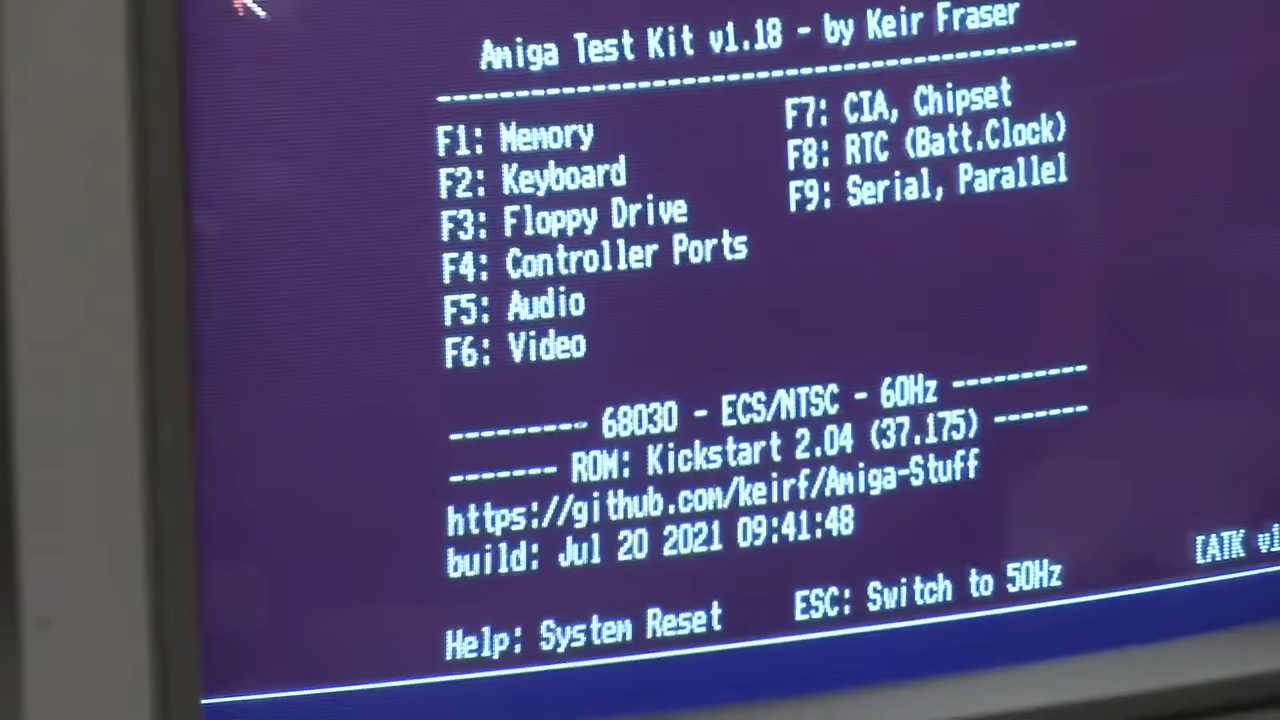 Amiga Test Kit v1.18 - by Keir Fraser
------------------------------------------------
F1: Memory
F2: Keyboard
F3: Floppy Drive
F4: Controller Ports
F5: Audio
F6: Video
F7: CIA, Chipset
F8: RTC (Batt.Clock)
F9: Serial, Parallel
---------- 68030 - ECS/NTSC - 60Hz ----------
------- ROM: Kickstart 2.04 (37.175) -------
https://github.com/keirf/Amiga-Stuff
build: Jul 20 2021 09:41:48
Help: System Reset
ESC: Switch to 50Hz
[ATK v1